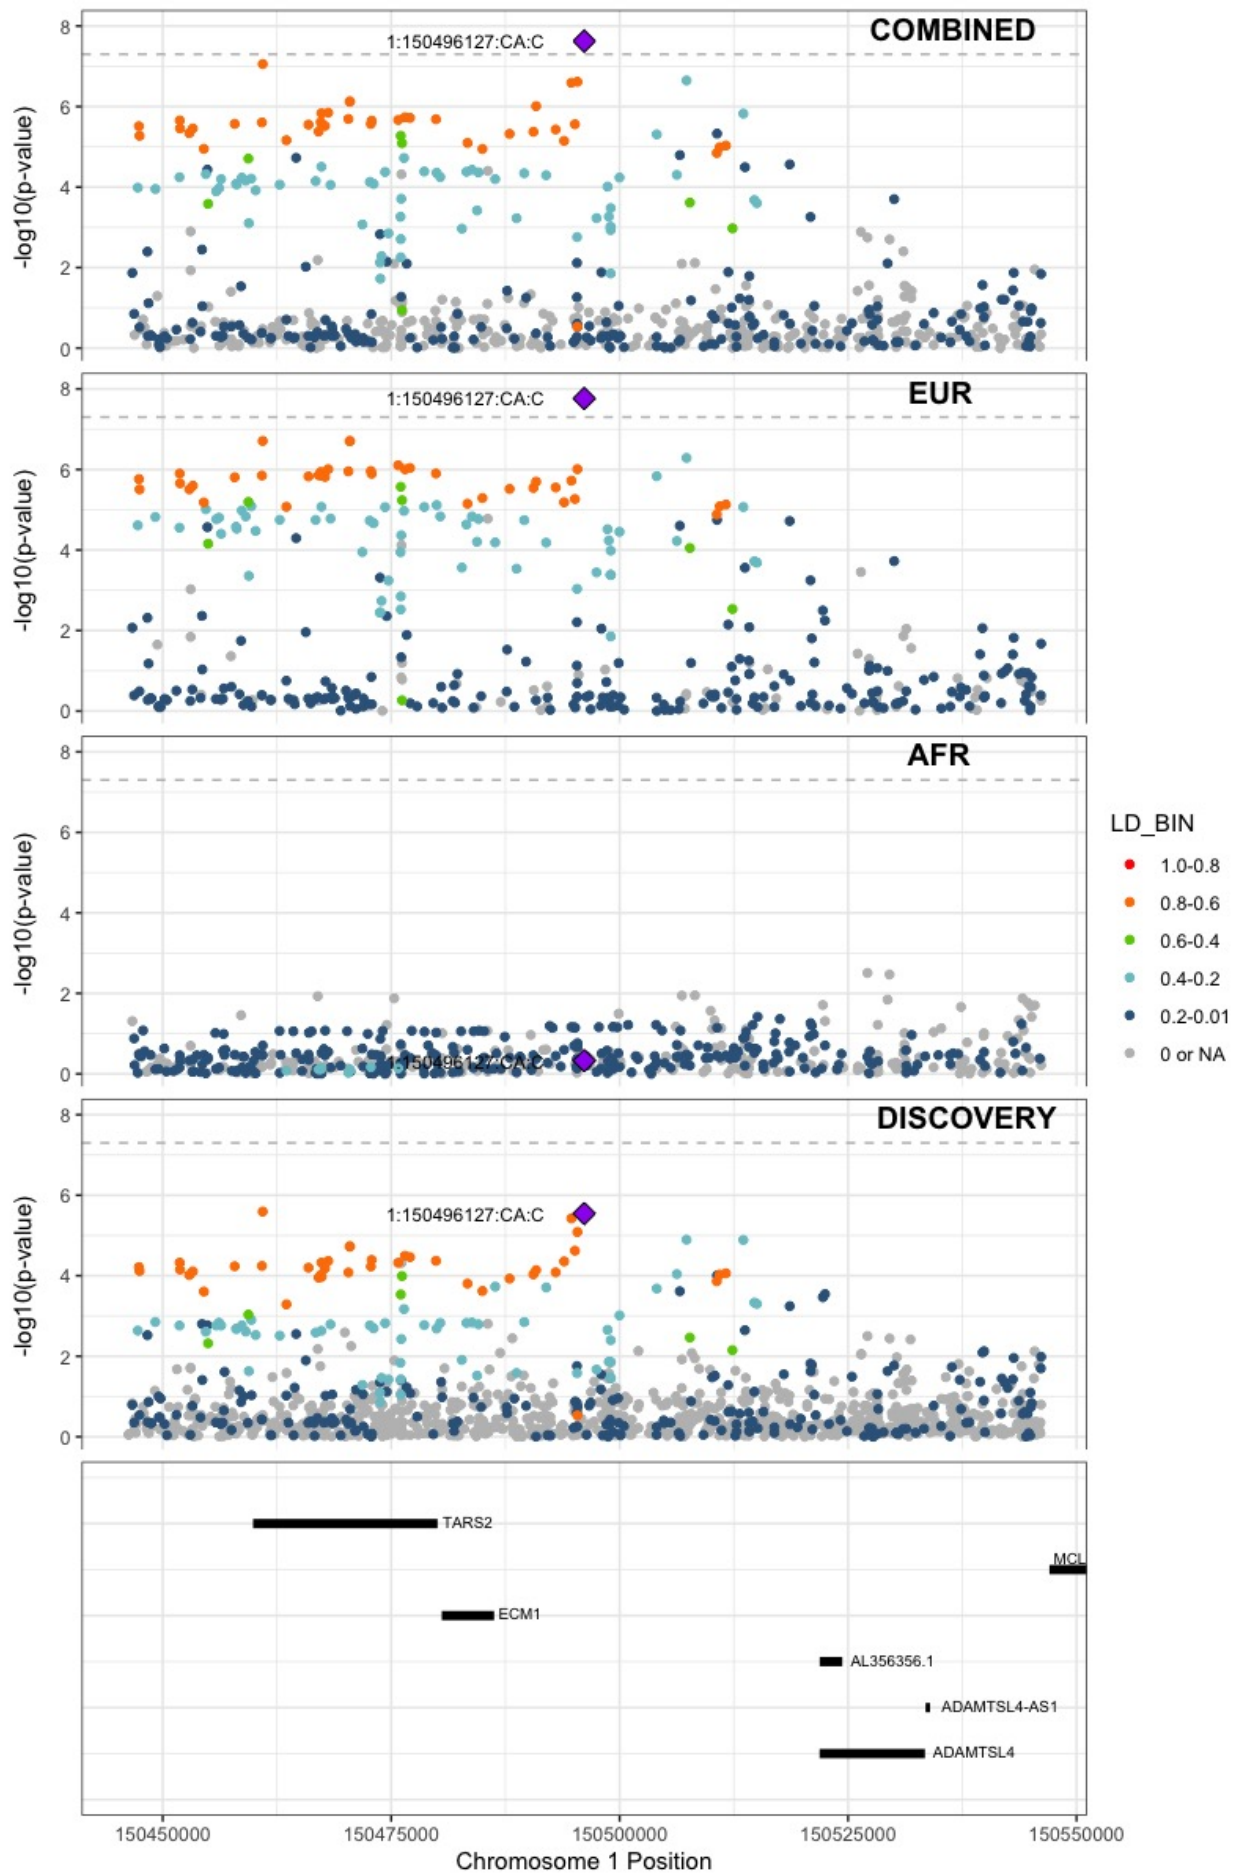 COMBINED
1:150496127:CA:C
8
6
4
2
0
-log10(p-value)
EUR
1:150496127:CA:C
8
6
4
2
0
-log10(p-value)
AFR
8
6
4
2
0
-log10(p-value)
1:150496127:CA:C
DISCOVERY
1:150496127:CA:C
8
6
4
2
0
-log10(p-value)
LD_BIN
1.0-0.8
0.8-0.6
0.6-0.4
0.4-0.2
0.2-0.01
0 or NA
TARS2
MCL
ECM1
AL356356.1
ADAMTSL4-AS1
ADAMTSL4
150450000 150475000 150500000 150525000 150550000
Chromosome 1 Position